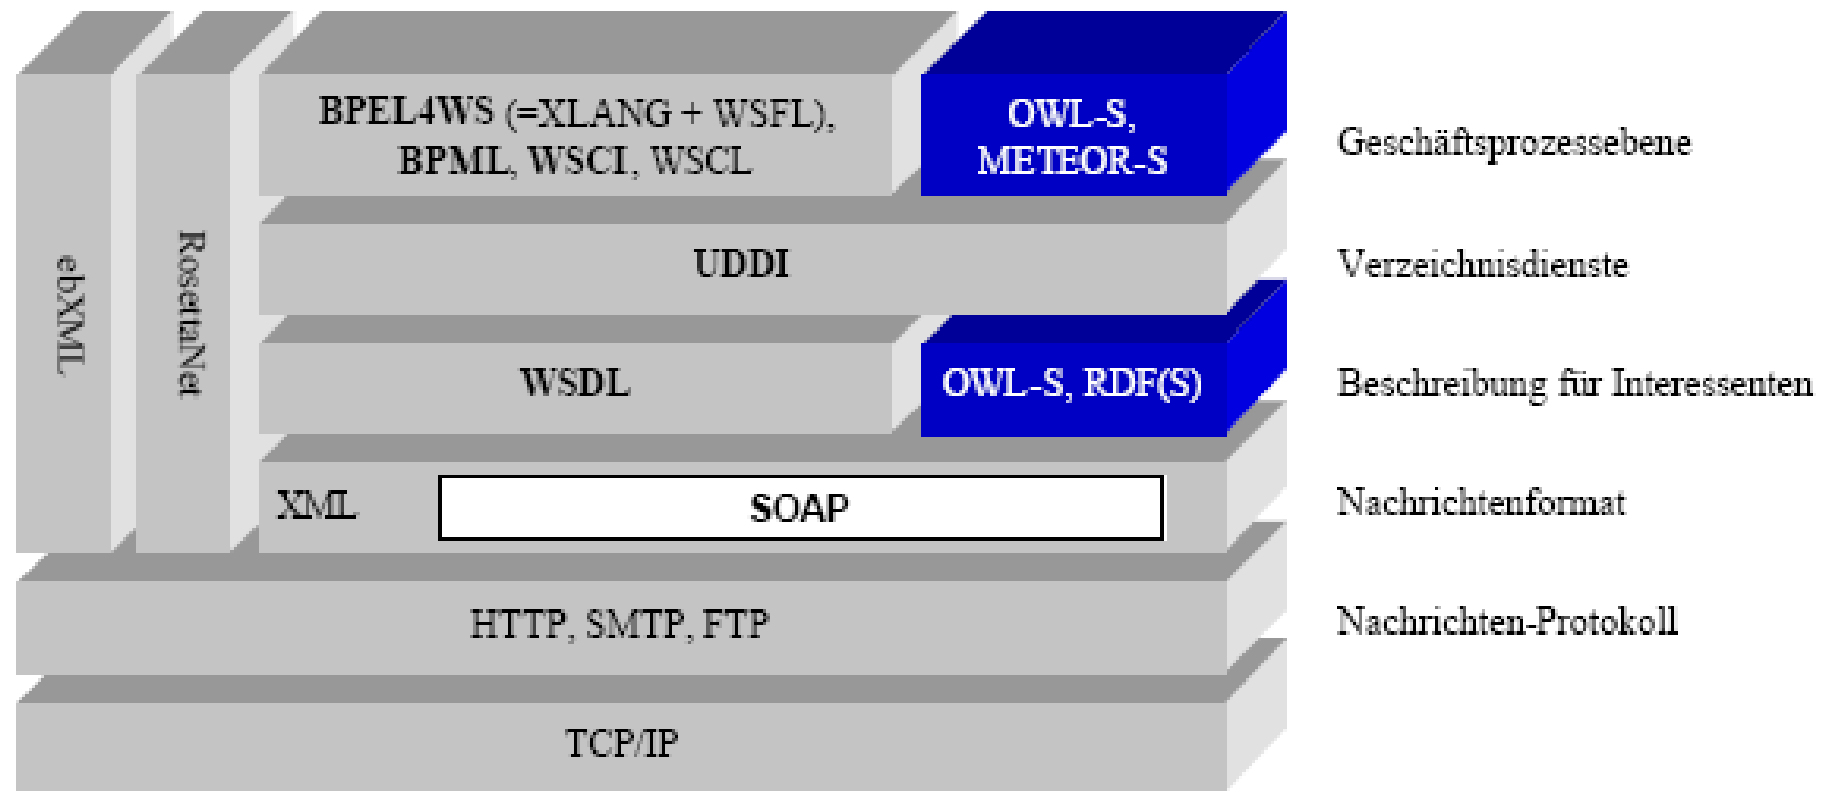 ebXML
RosettaNet
BPEL4WS (=XLANG + WSFL),
BPML, WSCI, WSCL
OWL-S,
METEOR-S
Geschäftsprozessebene
UDDI
Verzeichnisdienste
WSDL
OWL-S, RDF(S)
Beschreibung für Interessenten
XML
SOAP
Nachrichtenformat
HTTP, SMTP, FTP
Nachrichten-Protokoll
TCP/IP